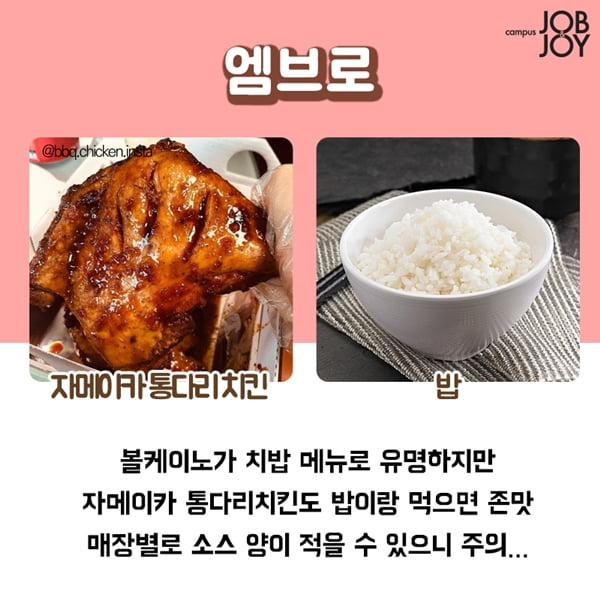 campus JOB & JOY
엠브로
@bbq.chicken.insta
자메이카 통다리 치킨
밥
볼케이노가 치밥 메뉴로 유명하지만
자메이카 통다리치킨도 밥이랑 먹으면 존맛
매장별로 소스 양이 적을 수 있으니 주의...